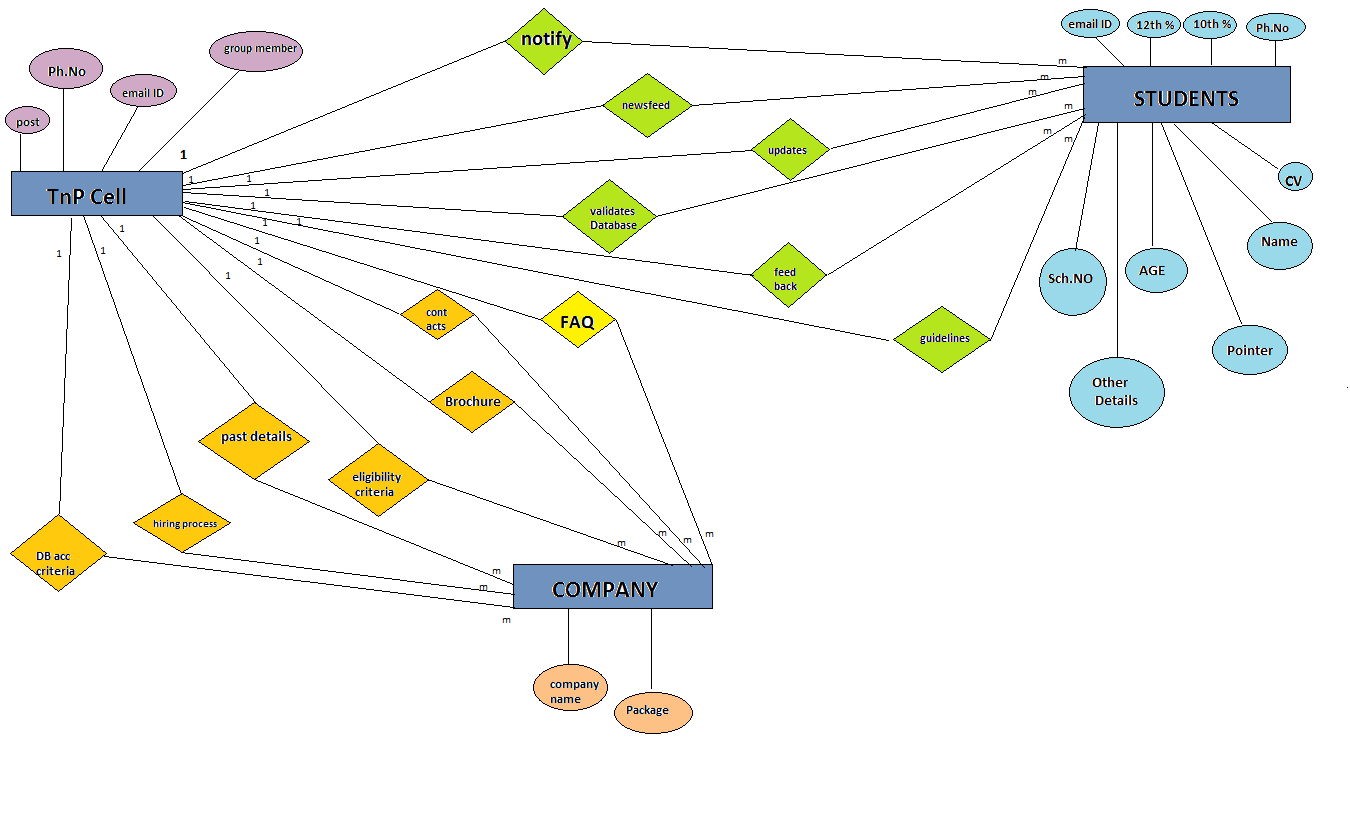 email ID
12th %
10th %
Ph.No
notify
group member
m
Ph.No
m
email ID
m
newsfeed
STUDENTS
m
post
m
m
updates
1
1
1
CV
TnP Cell
1
1
validates
Database
1
1
1
1
1
1
1
1
Name
feed
back
AGE
Sch.NO
cont
acts
FAQ
guidelines
Pointer
Other
Details
Brochure
past details
eligibility
criteria
hiring process
m
m
m
m
DB acc
criteria
m
m
COMPANY
m
company
name
Package